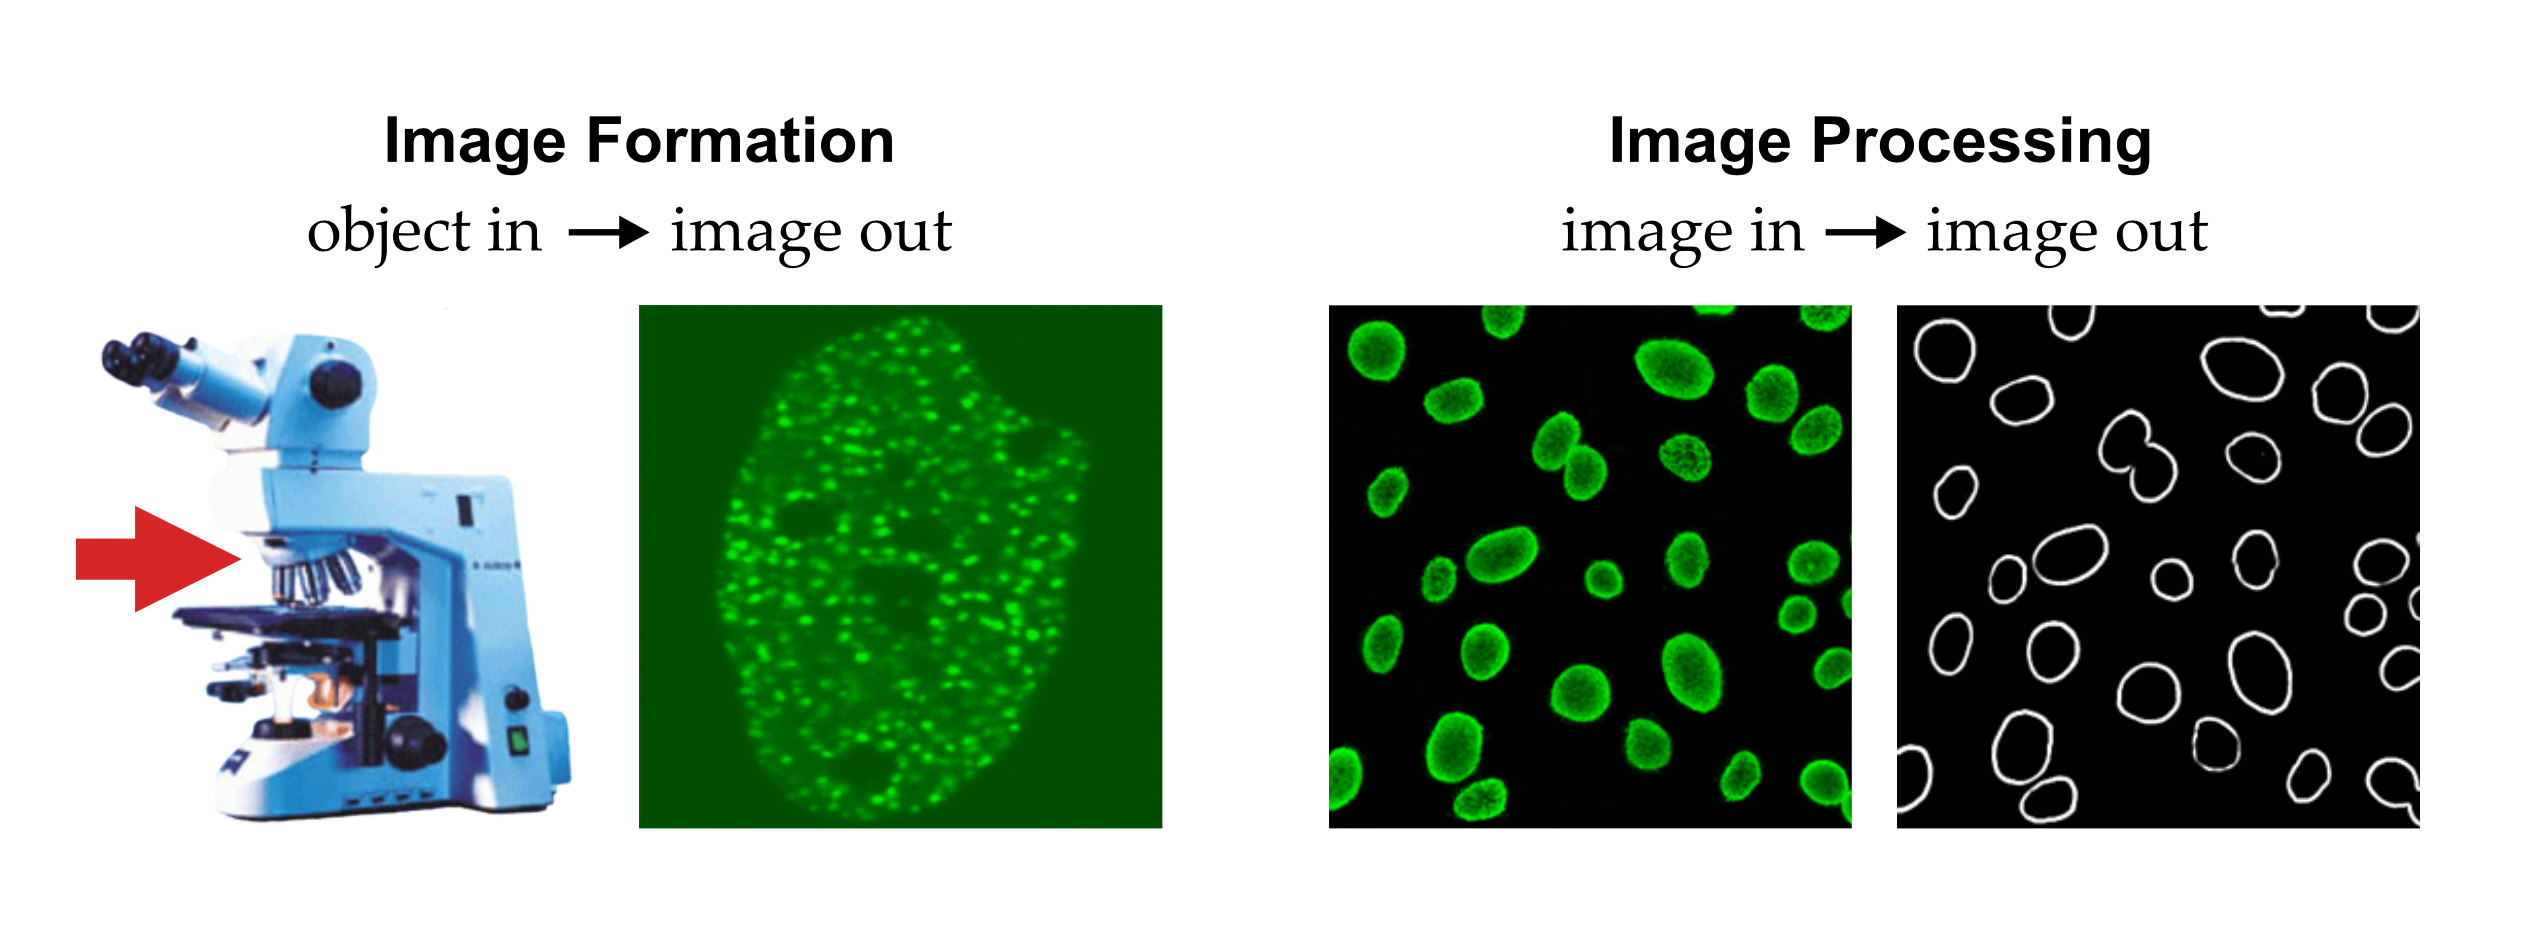 Image Formation
object in → image out
Image Processing
image in → image out